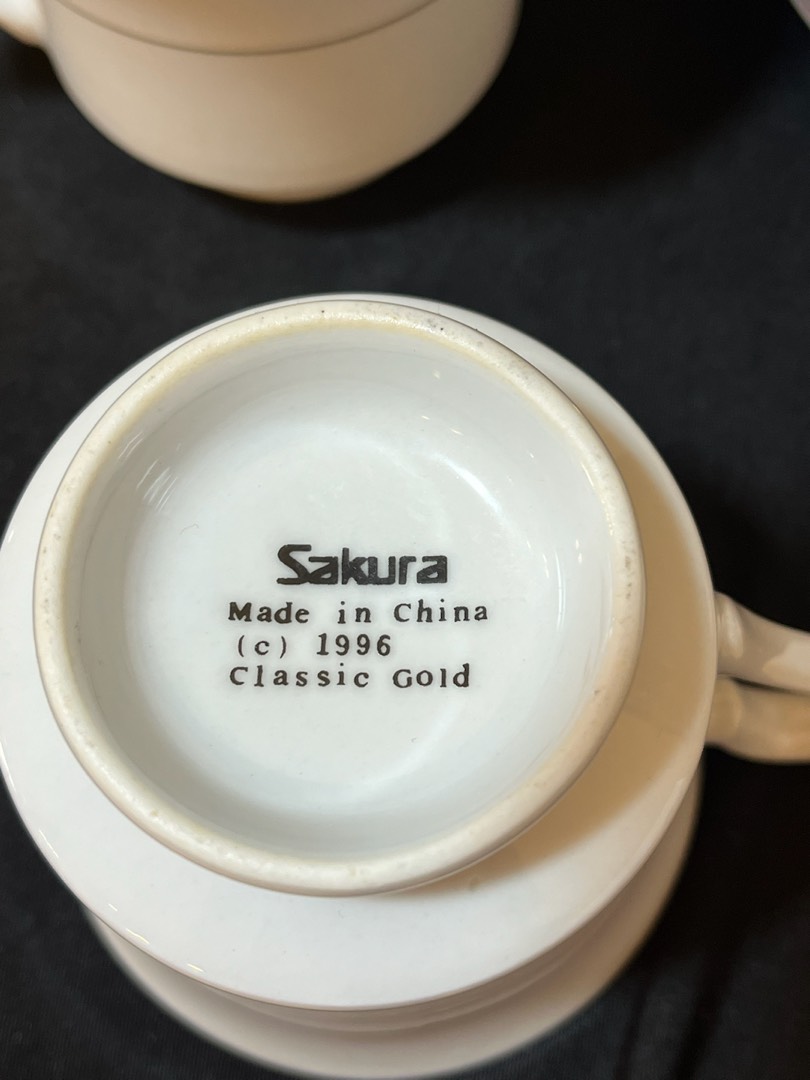 Sakura
Made in China
(c) 1996
Classic Gold